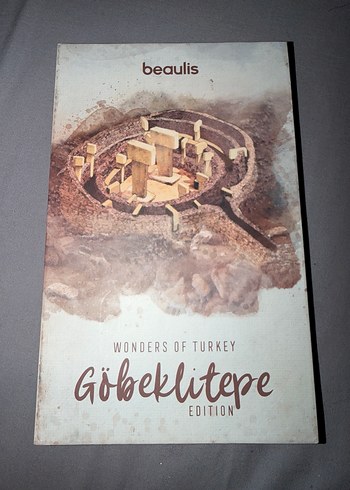 beaulis
WONDERS OF TURKEY
Göbeklitepe
EDITION